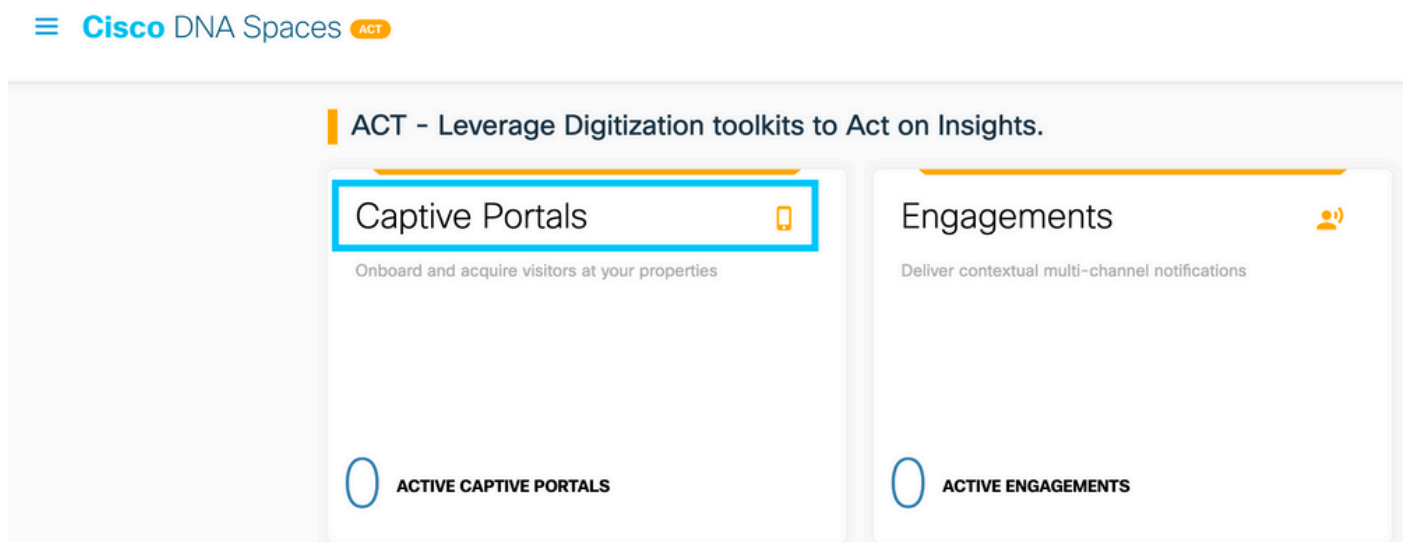 Cisco DNA Spaces ACT
ACT - Leverage Digitization toolkits to Act on Insights.
Captive Portals
Onboard and acquire visitors at your properties
0 ACTIVE CAPTIVE PORTALS
Engagements
Deliver contextual multi-channel notifications
0 ACTIVE ENGAGEMENTS